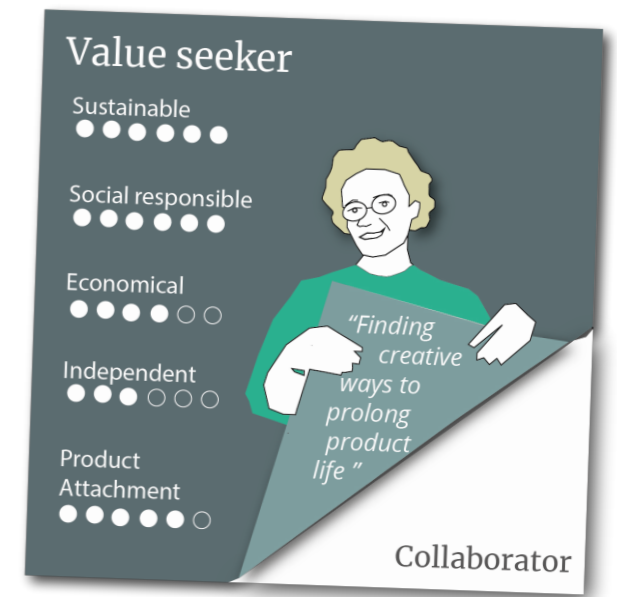 Value seeker
Sustainable
Social responsible
Economical
Independent
Product
Attachment
“Finding
creative
ways to
prolong
product
life ”
Collaborator